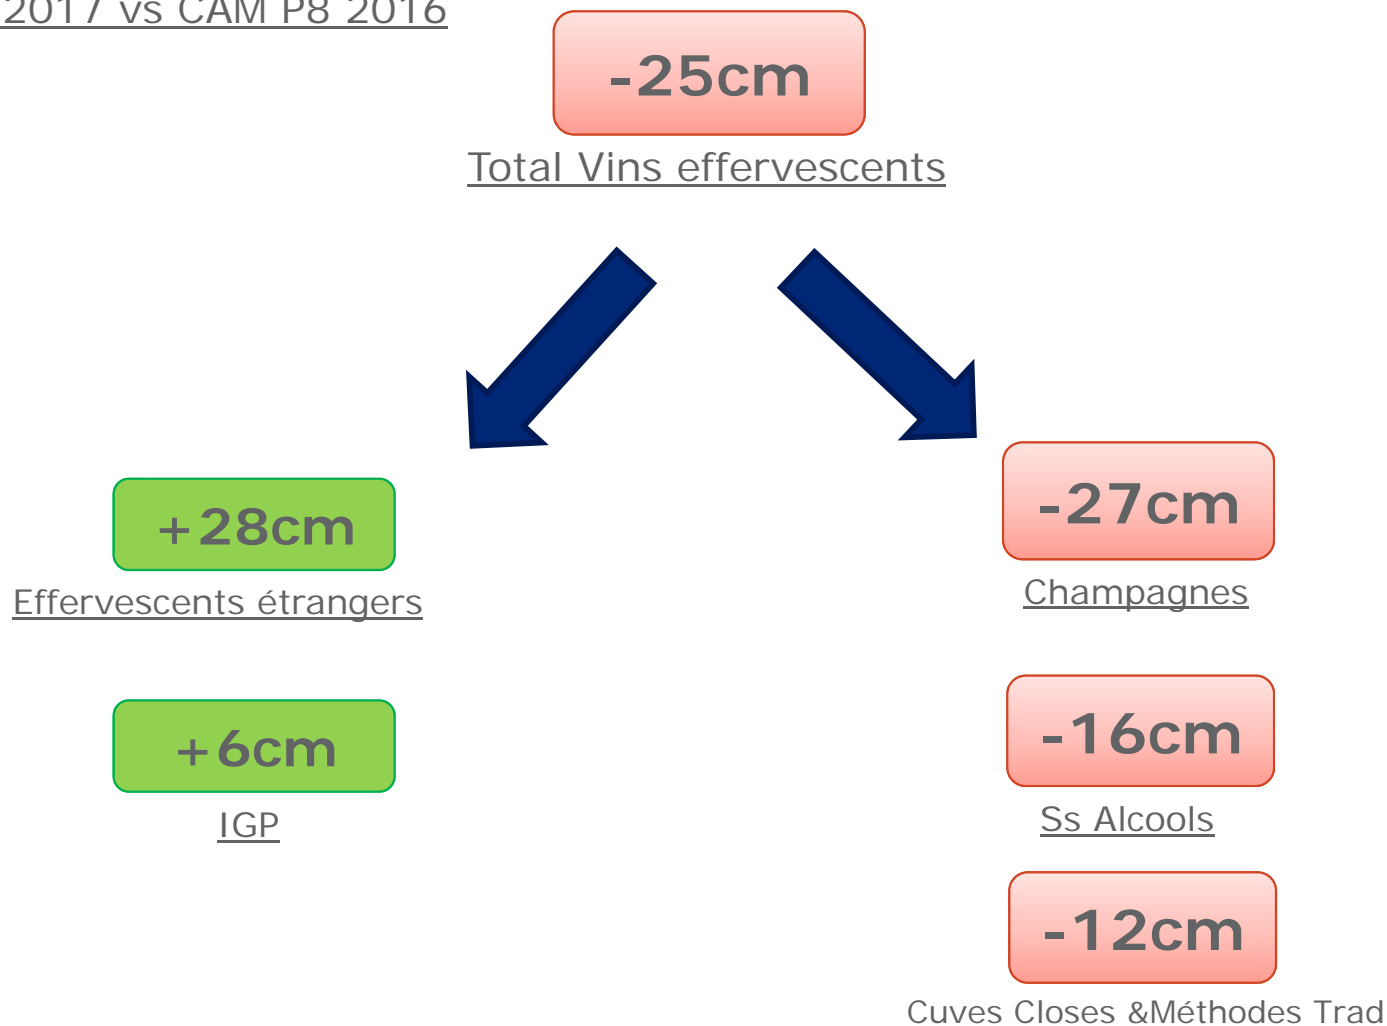 2017 vs CAM P8 2016
-25cm
Total Vins effervescents
+28cm
Effervescents étrangers
+6cm
IGP
-27cm
Champagnes
-16cm
Ss Alcools
-12cm
Cuves Closes &Méthodes Trad